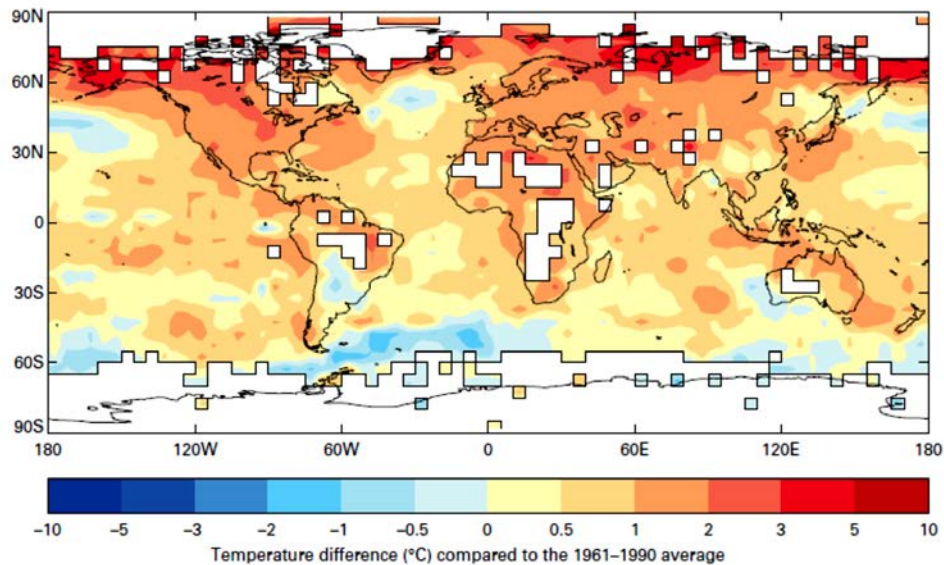 90N
60N
30N
0
30S
60S
90S
180 120W 60W 0 60E 120E 180
–10 –5 –3 –2 –1 –0.5 0 0.5 1 2 3 5 10
Temperature difference (°C) compared to the 1961–1990 average